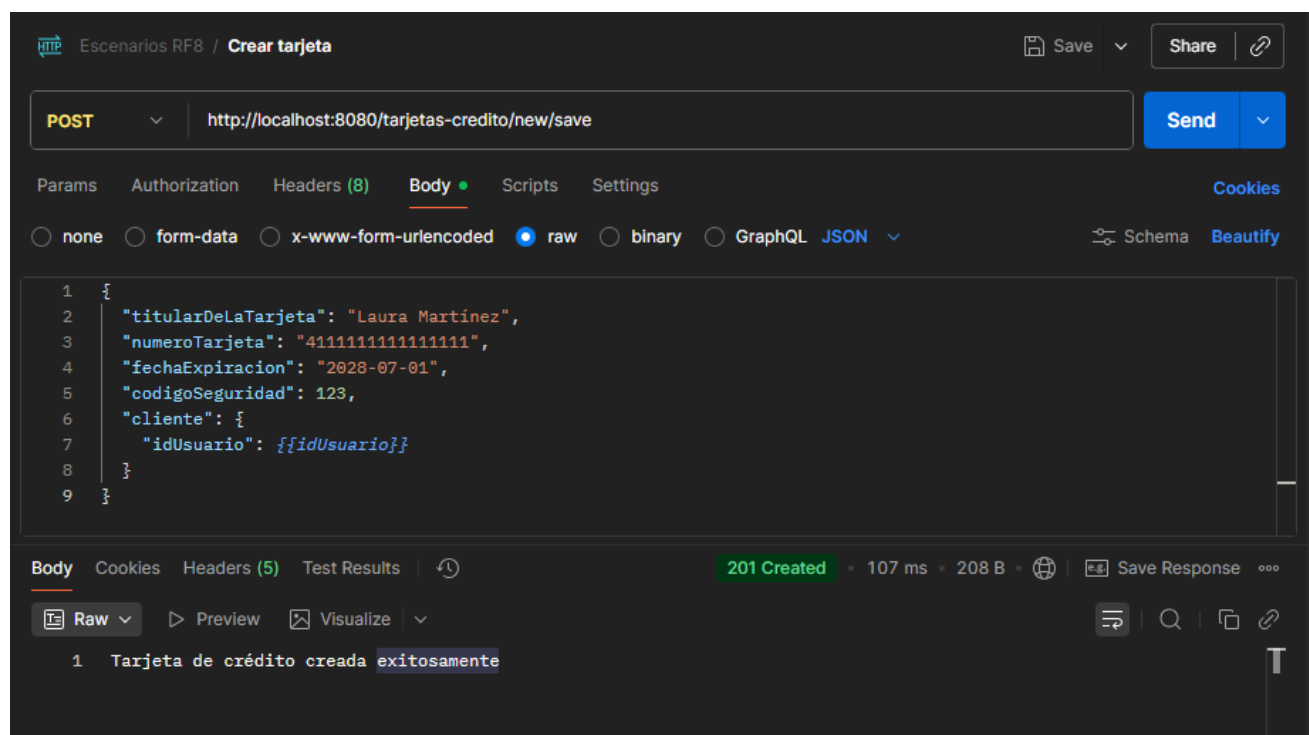 HTTP Escenarios RF8 / Crear tarjeta Save Share
POST http://localhost:8080/tarjetas-credito/new/save Send
Params Authorization Headers (8) Body Scripts Settings Cookies
none form-data x-www-form-urlencoded raw binary GraphQL JSON Schema Beautify
1 {
2 "titularDeLaTarjeta": "Laura Martínez",
3 "numeroTarjeta": "4111111111111111",
4 "fechaExpiracion": "2028-07-01",
5 "codigoSeguridad": 123,
6 "cliente": {
7 "idUsuario": {{idUsuario}}
8 }
9 }
Body Cookies Headers (5) Test Results 201 Created 107 ms 208 B e.g. Save Response
Raw Preview Visualize
1 Tarjeta de crédito creada exitosamente